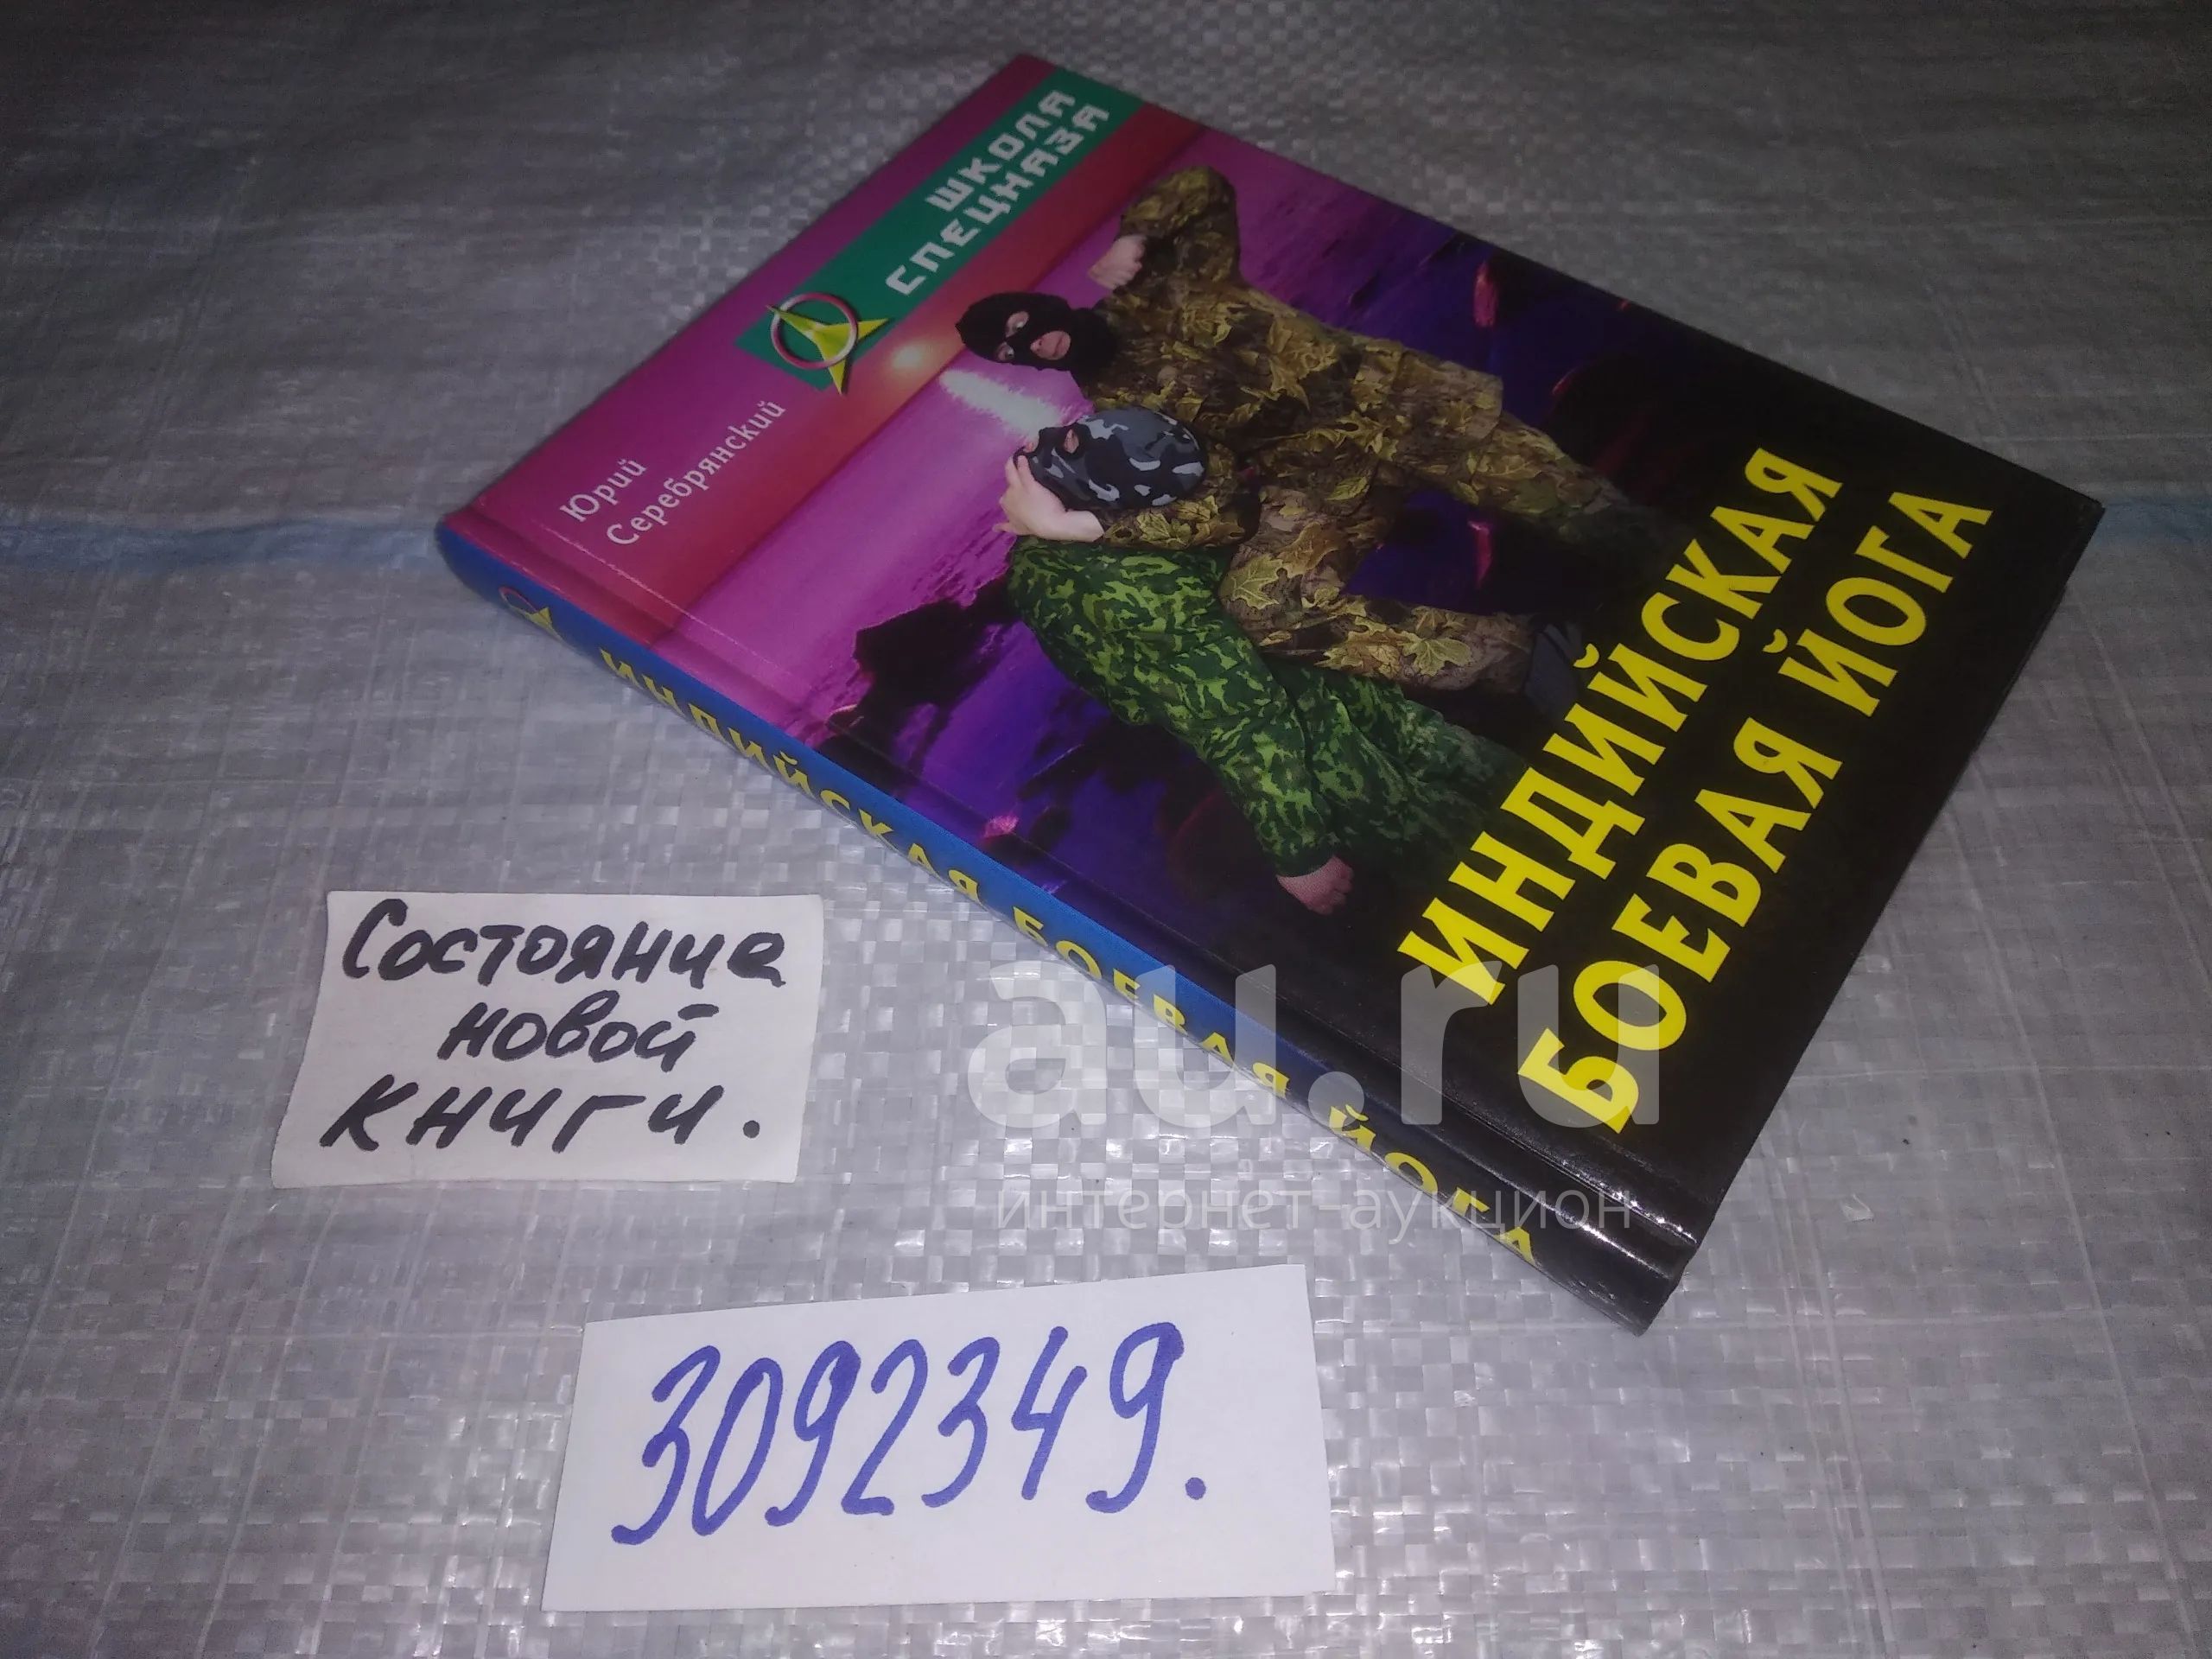 ШКОЛА
СПЕЦНАЗА
Юрий
Серебрянский
ИНДИЙСКАЯ
БОЕВАЯ ЙОГА
ИНДИЙСКАЯ БОЕВАЯ ЙОГА
Состояние
новой
книги.
au.ru
интернет-аукцион
3092349.